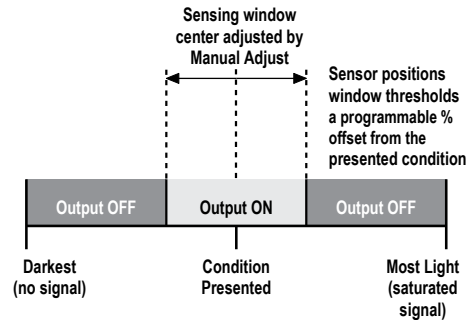 Sensing window
center adjusted by
Manual Adjust
Sensor positions
window thresholds
a programmable %
offset from the
presented condition
Output OFF
Output ON
Output OFF
Darkest
(no signal)
Condition
Presented
Most Light
(saturated
signal)